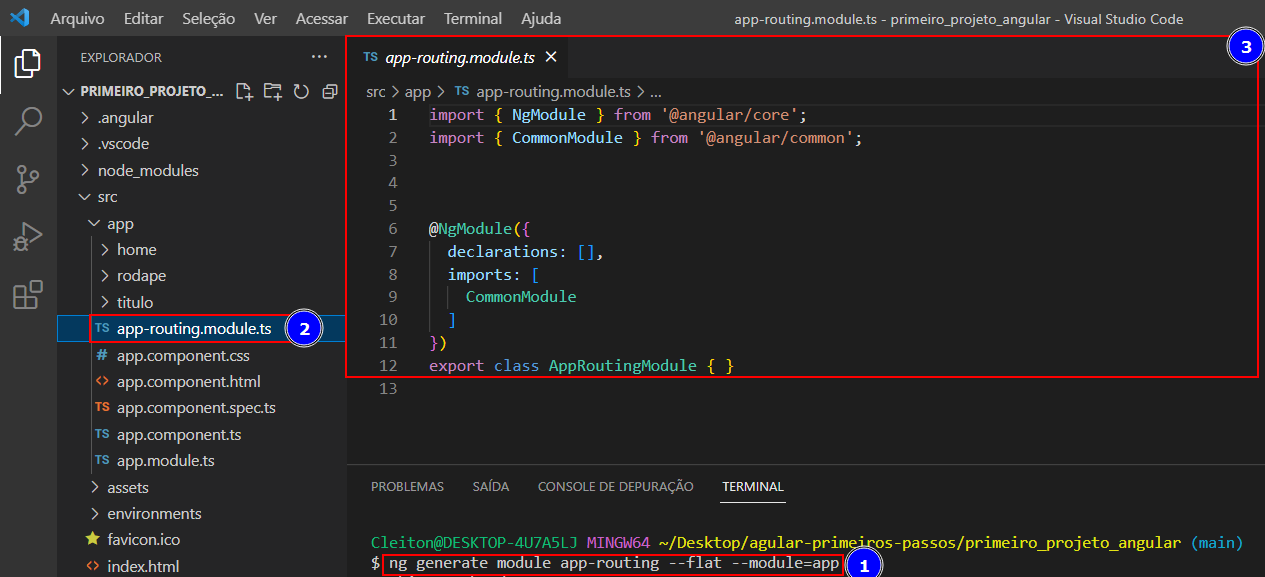 Arquivo Editar Seleção Ver Acessar Executar Terminal Ajuda app-routing.module.ts - primeiro_projeto_angular - Visual Studio Code
EXPLORADOR ...
PRIMEIRO_PROJETO_...
.angular
.vscode
node_modules
src
app
home
rodape
titulo
TS app-routing.module.ts 2
# app.component.css
<> app.component.html
TS app.component.spec.ts
TS app.component.ts
TS app.module.ts
assets
environments
favicon.ico
<> index.html
TS app-routing.module.ts × 3
src > app > TS app-routing.module.ts > ...
1 import { NgModule } from '@angular/core';
2 import { CommonModule } from '@angular/common';
3
4
5
6 @NgModule({
7 declarations: [],
8 imports: [
9 CommonModule
10 ]
11 })
12 export class AppRoutingModule { }
13
PROBLEMAS SAÍDA CONSOLE DE DEPURAÇÃO TERMINAL
Cleiton@DESKTOP-4U7A5LJ MINGW64 ~/Desktop/agular-primeiros-passos/primeiro_projeto_angular (main)
$ ng generate module app-routing --flat --module=app 1